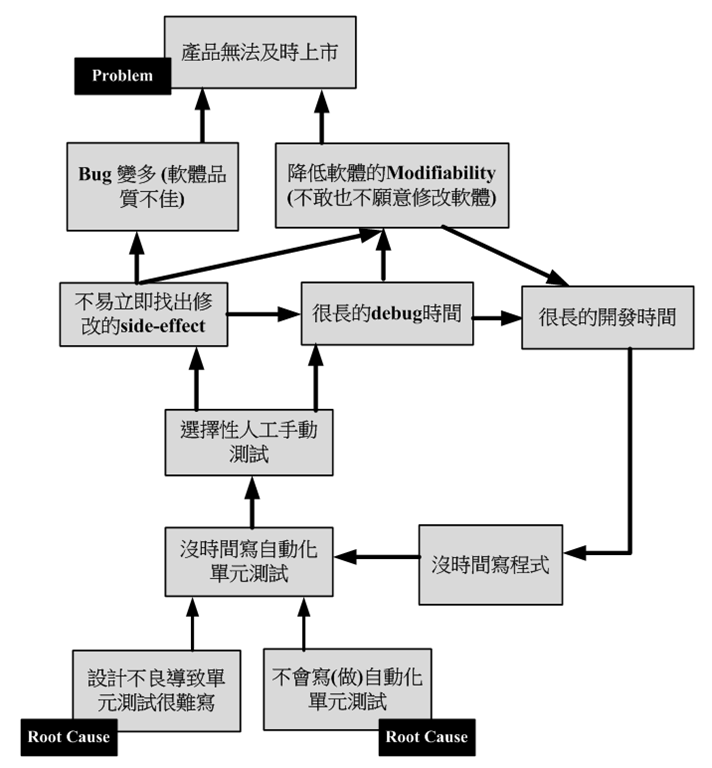 產品無法及時上市
Problem
Bug 變多 (軟體品
質不佳)
降低軟體的Modifiability
(不敢也不願意修改軟體)
不易立即找出修
改的side-effect
很長的debug時間
很長的開發時間
選擇性人工手動
測試
沒時間寫自動化
單元測試
沒時間寫程式
設計不良導致單
元測試很難寫
Root Cause
不會寫(做)自動化
單元測試
Root Cause